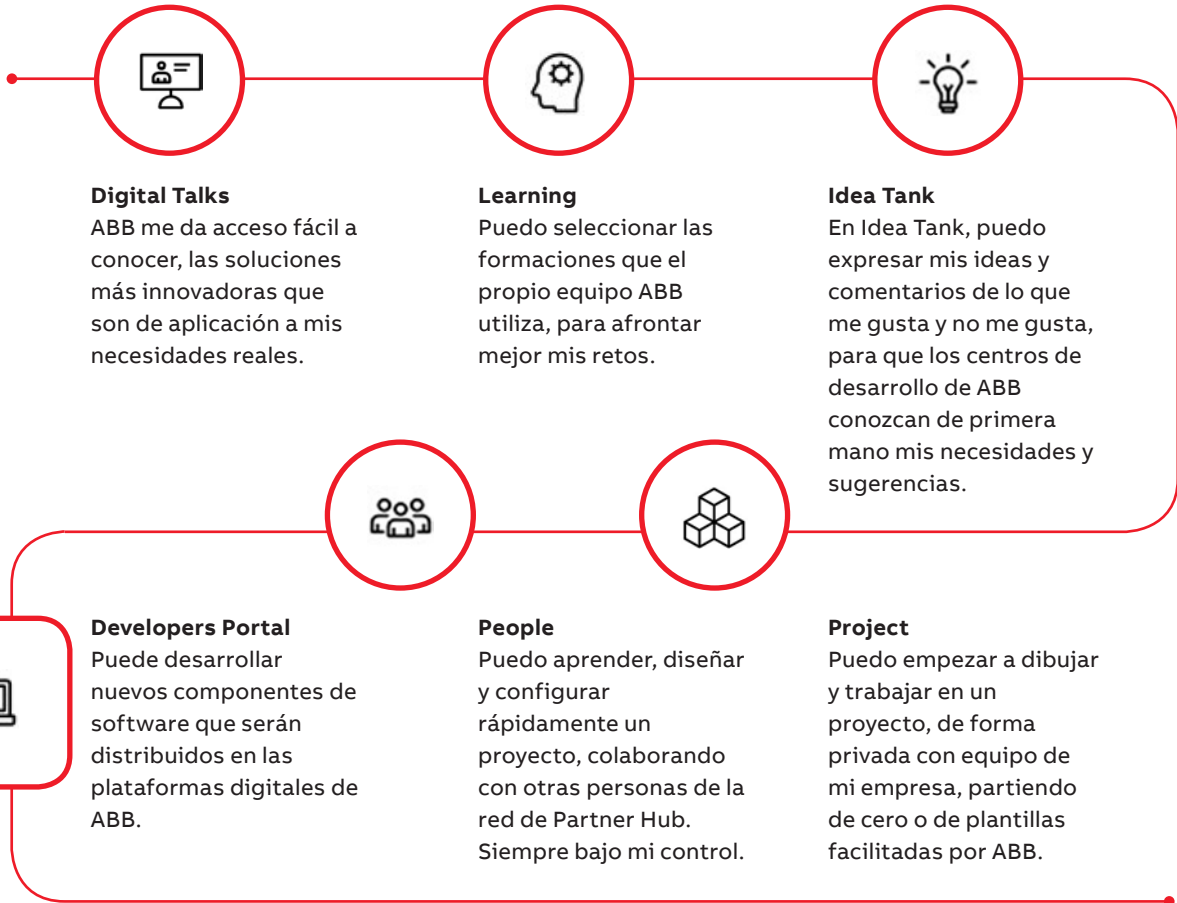 Digital Talks
ABB me da acceso fácil a
conocer, las soluciones
más innovadoras que
son de aplicación a mis
necesidades reales.
Learning
Puedo seleccionar las
formaciones que el
propio equipo ABB
utiliza, para afrontar
mejor mis retos.
Idea Tank
En Idea Tank, puedo
expresar mis ideas y
comentarios de lo que
me gusta y no me gusta,
para que los centros de
desarrollo de ABB
conozcan de primera
mano mis necesidades y
sugerencias.
Developers Portal
Puede desarrollar
nuevos componentes de
software que serán
distribuidos en las
plataformas digitales de
ABB.
People
Puedo aprender, diseñar
y configurar
rápidamente un
proyecto, colaborando
con otras personas de la
red de Partner Hub.
Siempre bajo mi control.
Project
Puedo empezar a dibujar
y trabajar en un
proyecto, de forma
privada con equipo de
mi empresa, partiendo
de cero o de plantillas
facilitadas por ABB.